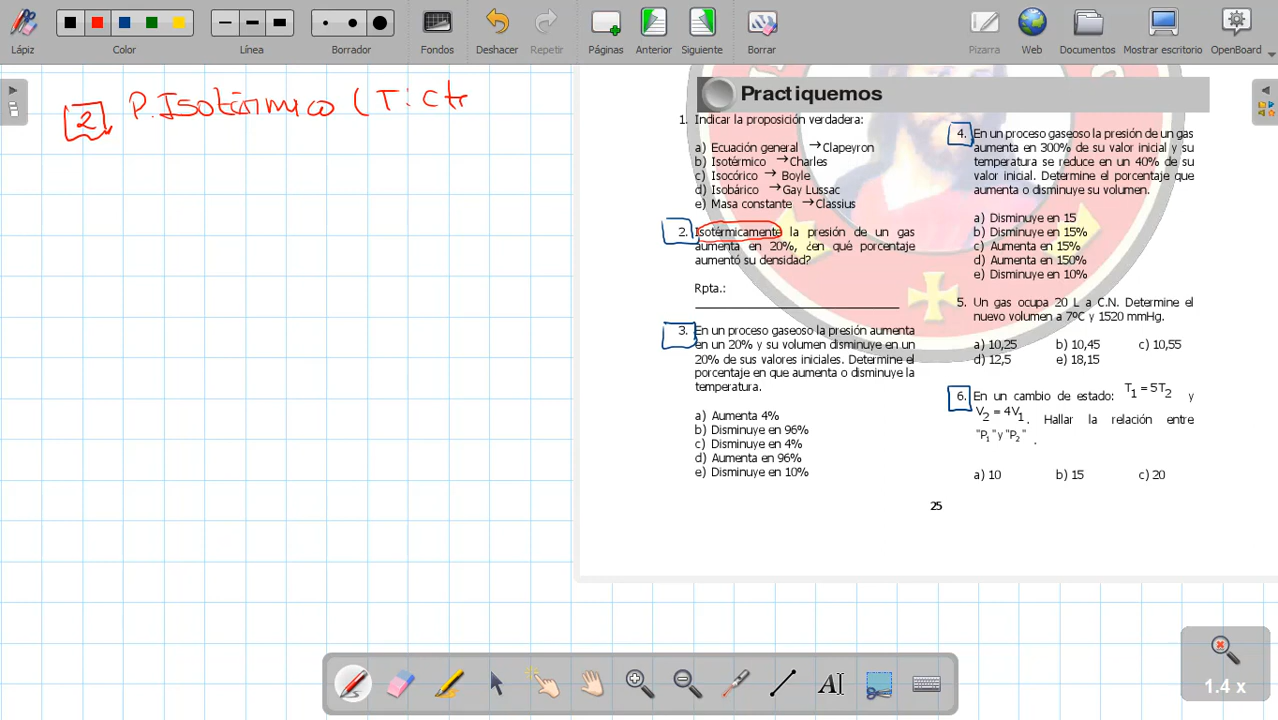 Lápiz
Color
Línea
Borrador
Fondos
Deshacer
Repetir
Páginas
Anterior
Siguiente
Borrar
Pizarra
Web
Documentos
Mostrar escritorio
OpenBoard
2. P. Isotérmico ( T: Cte
Practiquemos
1. Indicar la proposición verdadera:
a) Ecuación general → Clapeyron
b) Isotérmico → Charles
c) Isocórico → Boyle
d) Isobárico → Gay Lussac
e) Masa constante → Classius
2. Isotérmicamente la presión de un gas
aumenta en 20%, ¿en qué porcentaje
aumentó su densidad?
Rpta.:
3. En un proceso gaseoso la presión aumenta
en un 20% y su volumen disminuye en un
20% de sus valores iniciales. Determine el
porcentaje en que aumenta o disminuye la
temperatura.
a) Aumenta 4%
b) Disminuye en 96%
c) Disminuye en 4%
d) Aumenta en 96%
e) Disminuye en 10%
4. En un proceso gaseoso la presión de un gas
aumenta en 300% de su valor inicial y su
temperatura se reduce en un 40% de su
valor inicial. Determine el porcentaje que
aumenta o disminuye su volumen.
a) Disminuye en 15
b) Disminuye en 15%
c) Aumenta en 15%
d) Aumenta en 150%
e) Disminuye en 10%
5. Un gas ocupa 20 L a C.N. Determine el
nuevo volumen a 7ºC y 1520 mmHg.
a) 10,25 b) 10,45 c) 10,55
d) 12,5 e) 18,15
6. En un cambio de estado: T1 = 5T2 y
V2 = 4V1. Hallar la relación entre
"P1" y "P2" .
a) 10 b) 15 c) 20
25
1.4 x